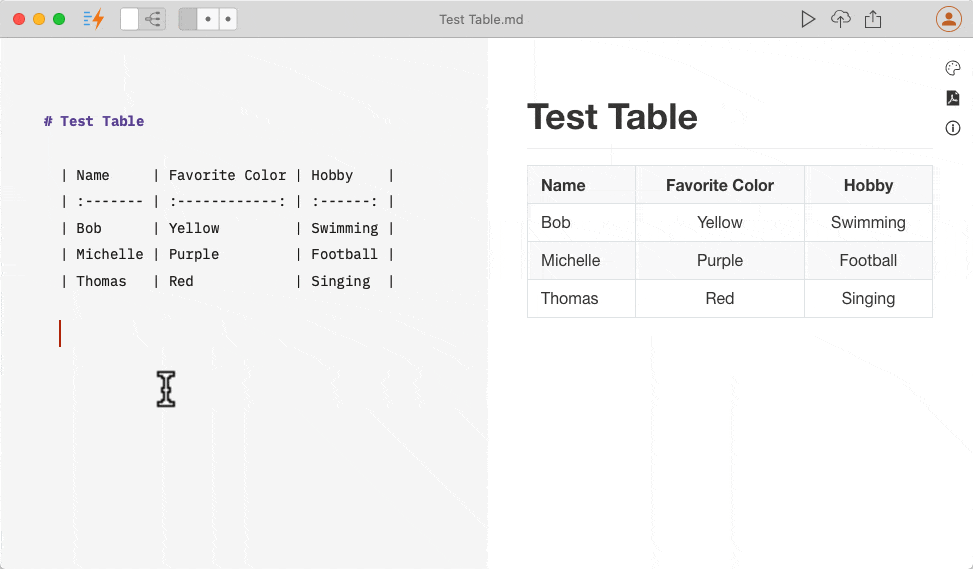 Test Table.md
# Test Table
| Name     | Favorite Color | Hobby    |
| :------- | :------------: | :------: |
| Bob      | Yellow         | Swimming |
| Michelle | Purple         | Football |
| Thomas   | Red            | Singing  |
Test Table
Name Favorite Color Hobby
Bob Yellow Swimming
Michelle Purple Football
Thomas Red Singing